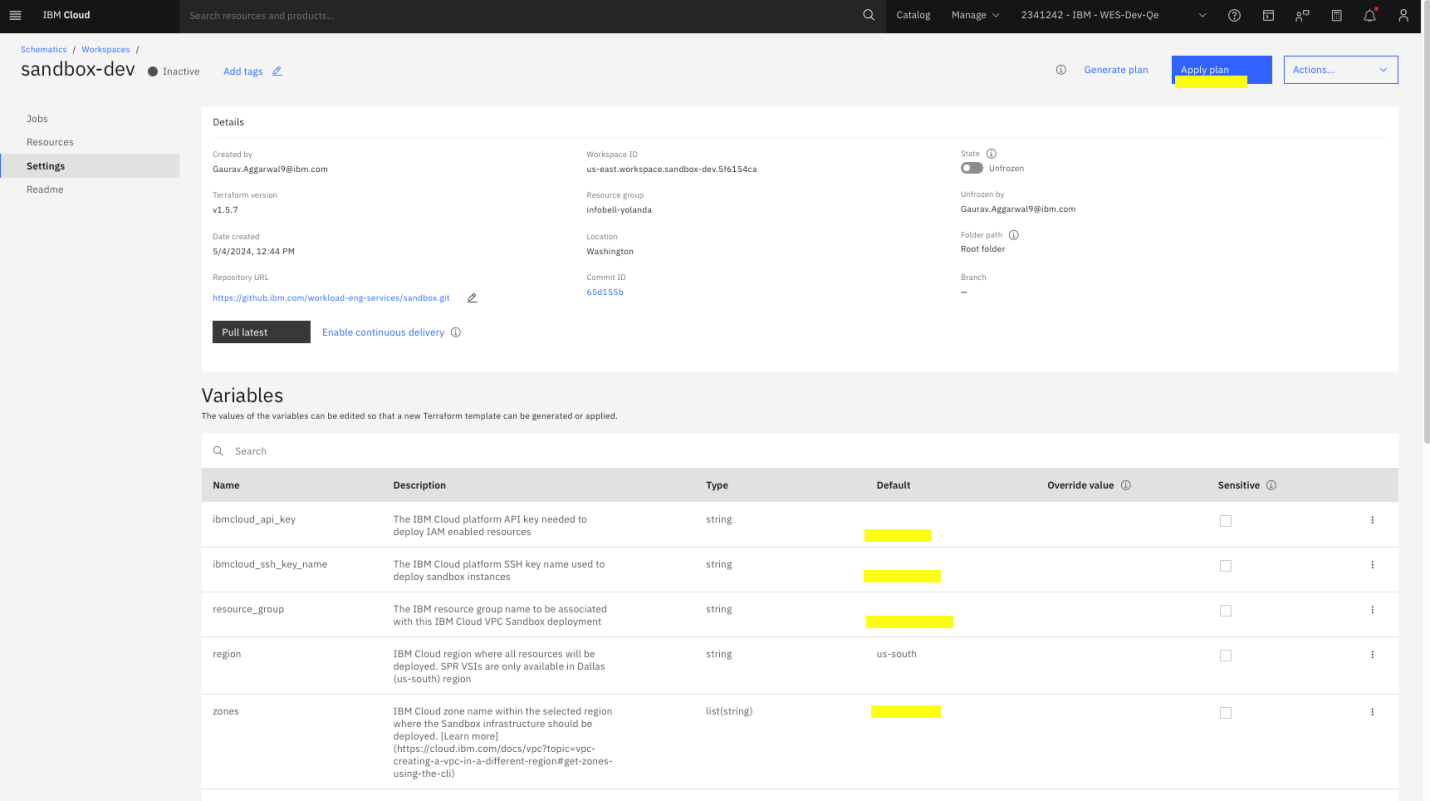 IBM Cloud
Search resources and products...
Catalog
Manage
2341242 - IBM - WES-Dev-Qe
Schematics / Workspaces /
sandbox-dev
Inactive
Add tags
Generate plan
Apply plan
Actions...
Jobs
Resources
Settings
Readme
Details
Created by
Gaurav.Aggarwal9@ibm.com
Workspace ID
us-east.workspace.sandbox-dev.5f6154ca
State
Unfrozen
Terraform version
v1.5.7
Resource group
infobell-yolanda
Unfrozen by
Gaurav.Aggarwal9@ibm.com
Date created
5/4/2024, 12:44 PM
Location
Washington
Folder path
Root folder
Repository URL
https://github.ibm.com/workload-eng-services/sandbox.git
Commit ID
65d155b
Branch
—
Pull latest
Enable continuous delivery
Variables
The values of the variables can be edited so that a new Terraform template can be generated or applied.
Search
Name Description Type Default Override value Sensitive
ibmcloud_api_key
The IBM Cloud platform API key needed to
deploy IAM enabled resources
string
ibmcloud_ssh_key_name
The IBM Cloud platform SSH key name used to
deploy sandbox instances
string
resource_group
The IBM resource group name to be associated
with this IBM Cloud VPC Sandbox deployment
string
region
IBM Cloud region where all resources will be
deployed. SPR VSIs are only available in Dallas
(us-south) region
string
us-south
zones
IBM Cloud zone name within the selected region
where the Sandbox infrastructure should be
deployed. [Learn more]
(https://cloud.ibm.com/docs/vpc?topic=vpc-
creating-a-vpc-in-a-different-region#get-zones-
using-the-cli)
list(string)